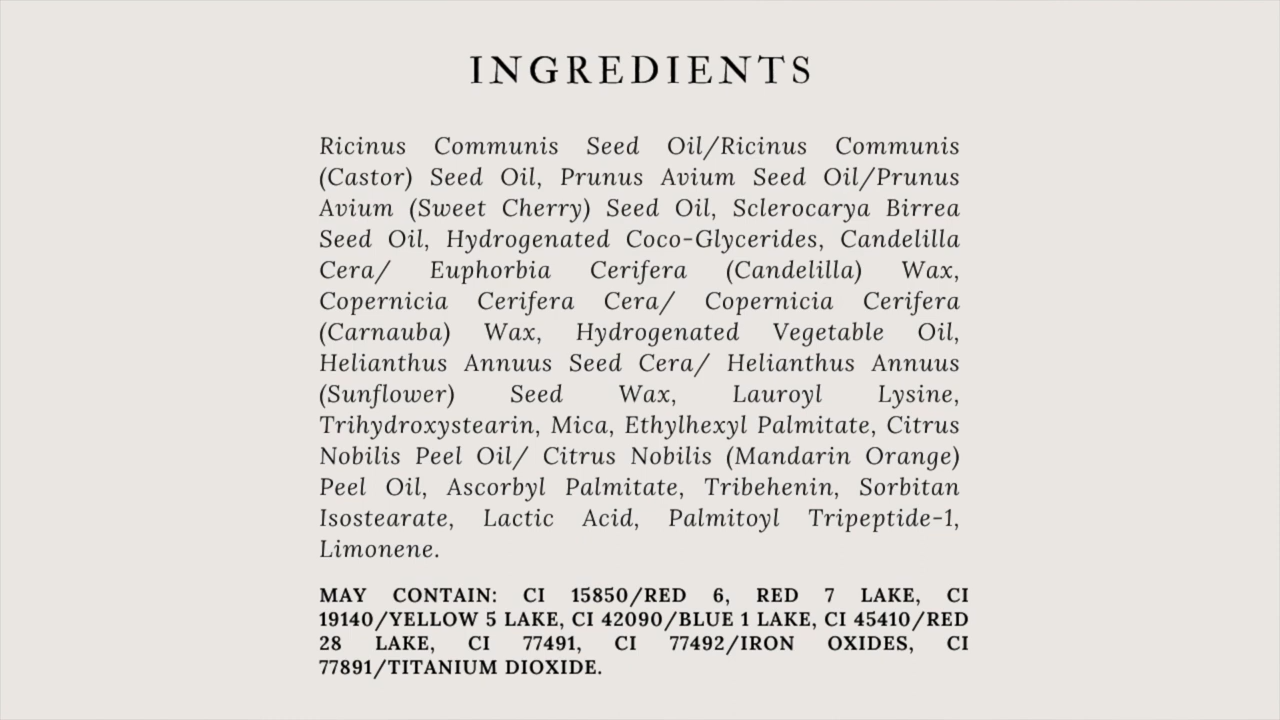 INGREDIENTS
Ricinus Communis Seed Oil/Ricinus Communis
(Castor) Seed Oil, Prunus Avium Seed Oil/Prunus
Avium (Sweet Cherry) Seed Oil, Sclerocarya Birrea
Seed Oil, Hydrogenated Coco-Glycerides, Candelilla
Cera/ Euphorbia Cerifera (Candelilla) Wax,
Copernicia Cerifera Cera/ Copernicia Cerifera
(Carnauba) Wax, Hydrogenated Vegetable Oil,
Helianthus Annuus Seed Cera/ Helianthus Annuus
(Sunflower) Seed Wax, Lauroyl Lysine,
Trihydroxystearin, Mica, Ethylhexyl Palmitate, Citrus
Nobilis Peel Oil/ Citrus Nobilis (Mandarin Orange)
Peel Oil, Ascorbyl Palmitate, Tribehenin, Sorbitan
Isostearate, Lactic Acid, Palmitoyl Tripeptide-1,
Limonene.
MAY CONTAIN: CI 15850/RED 6, RED 7 LAKE, CI
19140/YELLOW 5 LAKE, CI 42090/BLUE 1 LAKE, CI 45410/RED
28 LAKE, CI 77491, CI 77492/IRON OXIDES, CI
77891/TITANIUM DIOXIDE.